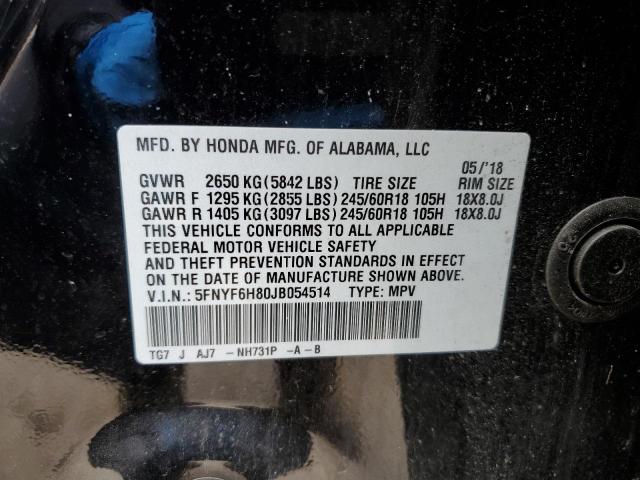 MFD. BY HONDA MFG. OF ALABAMA, LLC
05/'18
GVWR 2650 KG (5842 LBS) TIRE SIZE RIM SIZE
GAWR F 1295 KG (2855 LBS) 245/60R18 105H 18X8.0J
GAWR R 1405 KG (3097 LBS) 245/60R18 105H 18X8.0J
THIS VEHICLE CONFORMS TO ALL APPLICABLE
FEDERAL MOTOR VEHICLE SAFETY
AND THEFT PREVENTION STANDARDS IN EFFECT
ON THE DATE OF MANUFACTURE SHOWN ABOVE.
V.I.N.: 5FNYF6H80JB054514 TYPE: MPV
TG7 J AJ7 -NH731P -A-B